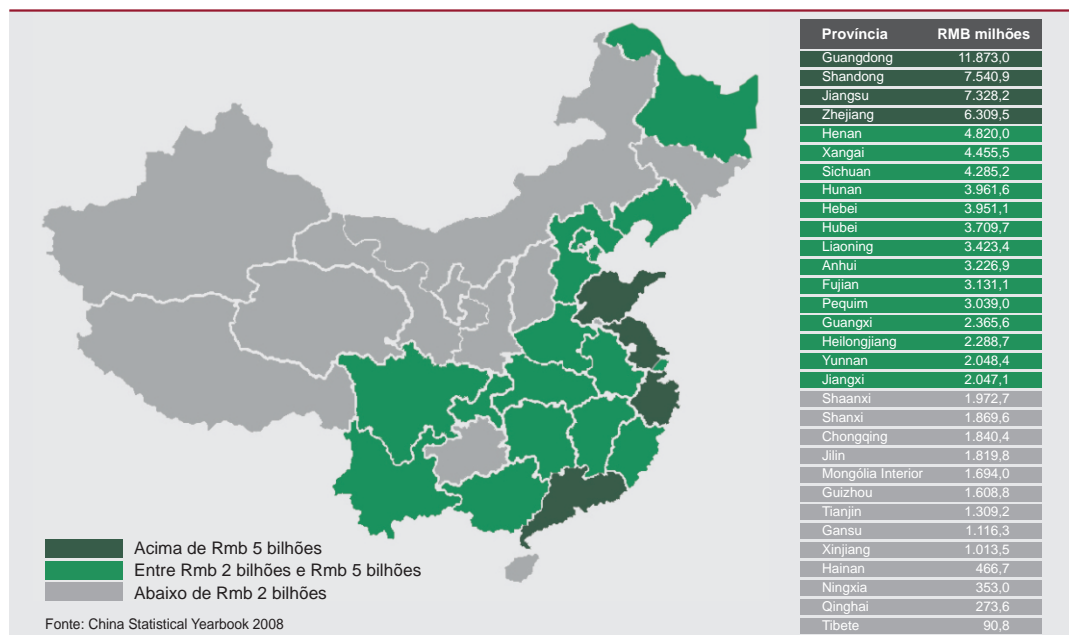 Província RMB milhões
Guangdong 11.873,0
Shandong 7.540,9
Jiangsu 7.328,2
Zhejiang 6.309,5
Henan 4.820,0
Xangai 4.455,5
Sichuan 4.285,2
Hunan 3.961,6
Hebei 3.951,1
Hubei 3.709,7
Liaoning 3.423,4
Anhui 3.226,9
Fujian 3.131,1
Pequim 3.039,0
Guangxi 2.365,6
Heilongjiang 2.288,7
Yunnan 2.048,4
Jiangxi 2.047,1
Shaanxi 1.972,7
Shanxi 1.869,6
Chongqing 1.840,4
Jilin 1.819,8
Mongólia Interior 1.694,0
Guizhou 1.608,8
Tianjin 1.309,2
Gansu 1.116,3
Xinjiang 1.013,5
Hainan 466,7
Ningxia 353,0
Qinghai 273,6
Tibete 90,8
Acima de Rmb 5 bilhões
Entre Rmb 2 bilhões e Rmb 5 bilhões
Abaixo de Rmb 2 bilhões
Fonte: China Statistical Yearbook 2008